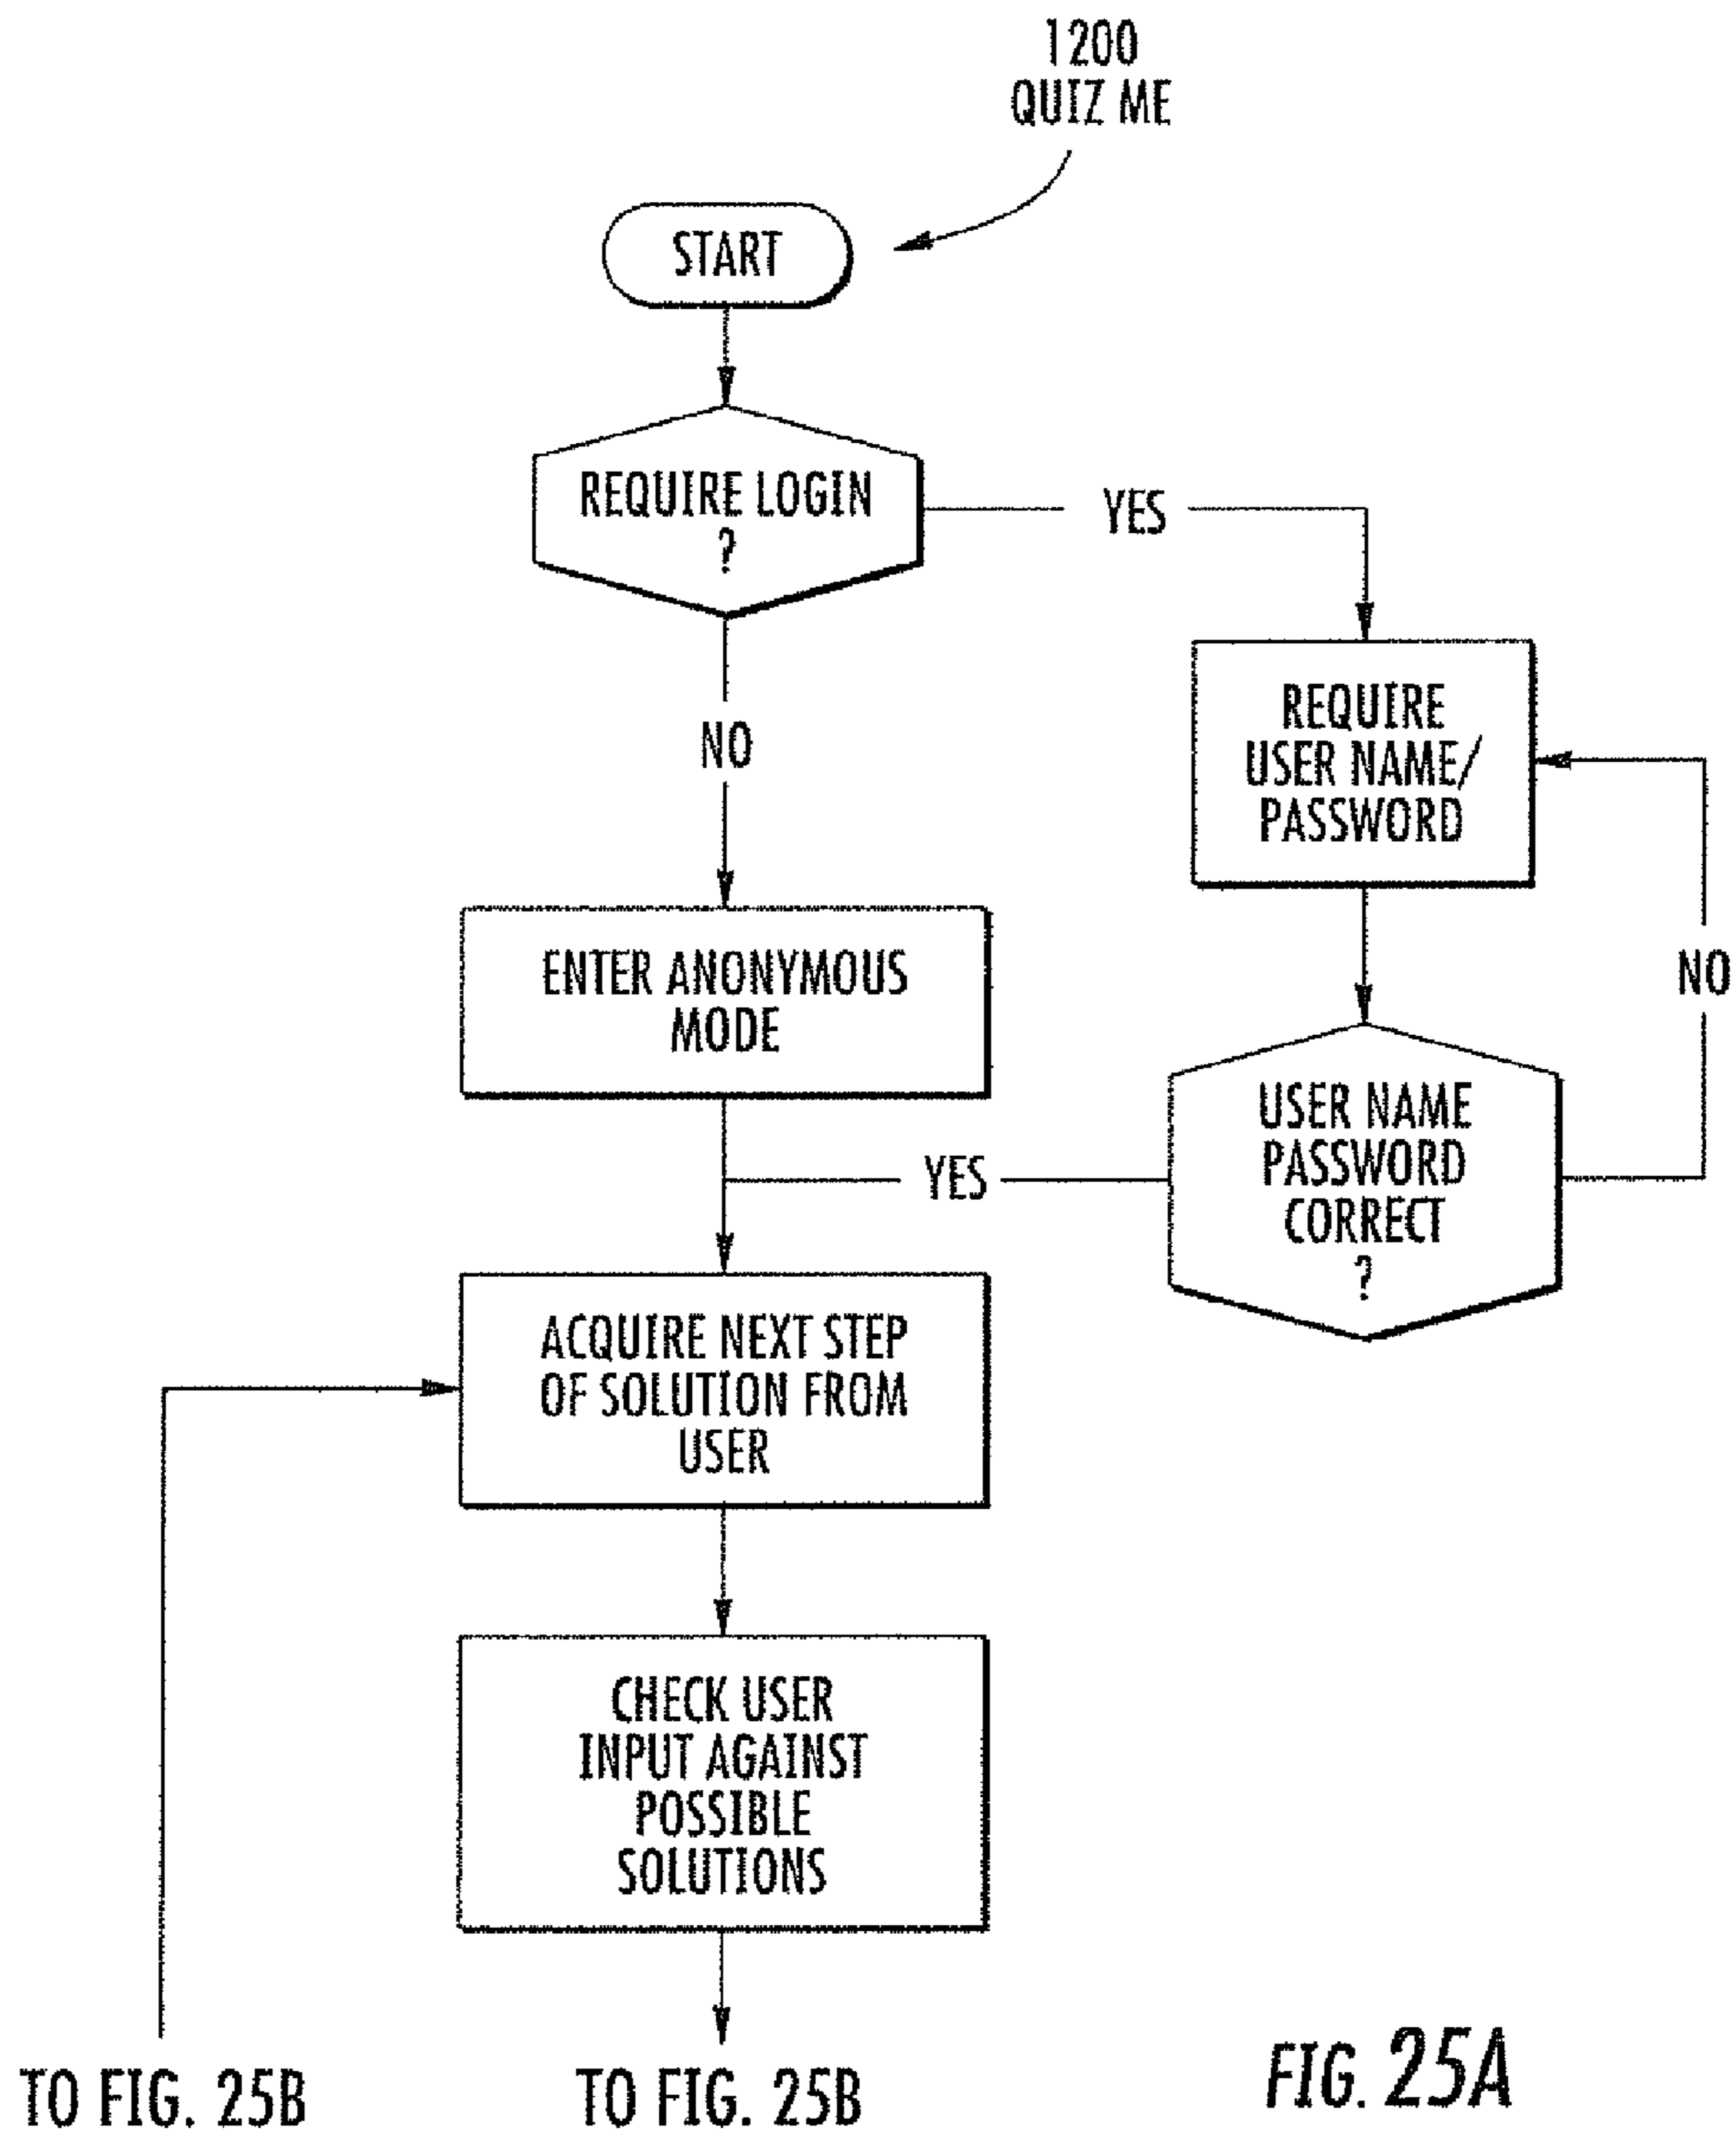 1200
QUIZ ME
START
REQUIRE LOGIN
?
YES
NO
REQUIRE
USER NAME/
PASSWORD
ENTER ANONYMOUS
MODE
NO
USER NAME
PASSWORD
CORRECT
?
YES
ACQUIRE NEXT STEP
OF SOLUTION FROM
USER
CHECK USER
INPUT AGAINST
POSSIBLE
SOLUTIONS
TO FIG. 25B
TO FIG. 25B
FIG. 25A